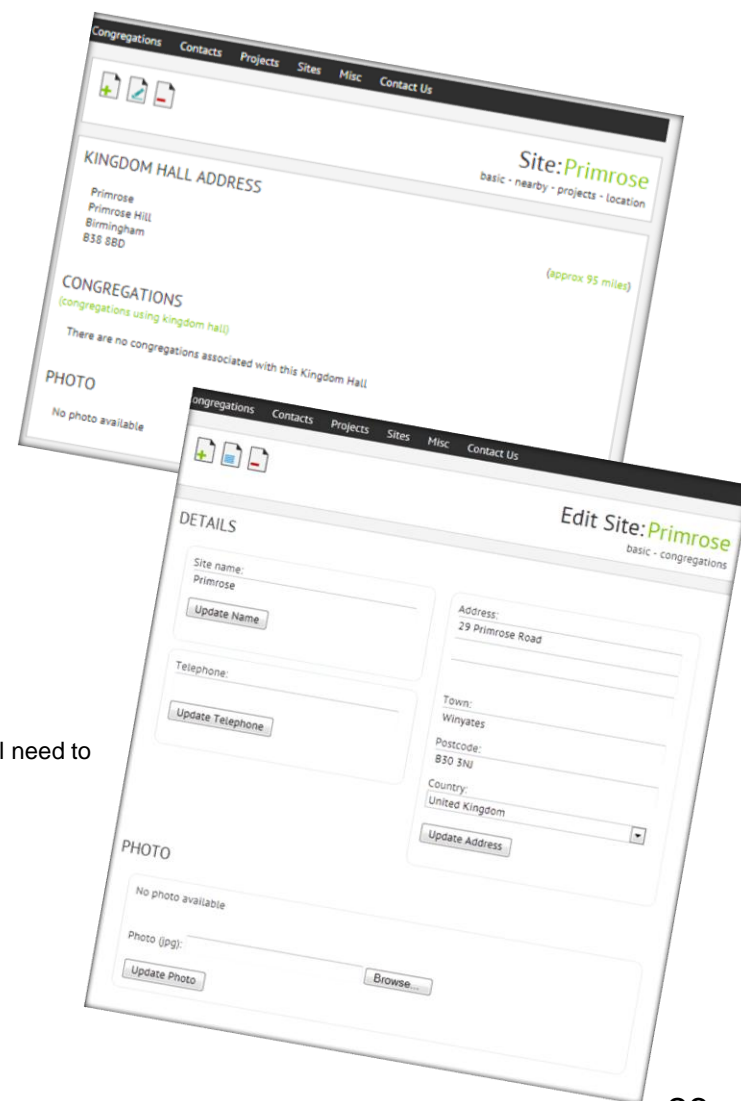 Congregations Contacts Projects Sites Misc Contact Us
Site:Primrose
basic - nearby - projects - location
KINGDOM HALL ADDRESS
Primrose
Primrose Hill
Birmingham
B38 8BD
(approx 95 miles)
CONGREGATIONS
(congregations using kingdom hall)
There are no congregations associated with this Kingdom Hall
PHOTO
No photo available
ongregations Contacts Projects Sites Misc Contact Us
Edit Site:Primrose
basic - congregations
DETAILS
Site name:
Primrose
Update Name
Telephone:
Update Telephone
Address:
29 Primrose Road
Town:
Winyates
Postcode:
B30 3NJ
Country:
United Kingdom
Update Address
l need to
PHOTO
No photo available
Photo (jpg):
Browse...
Update Photo